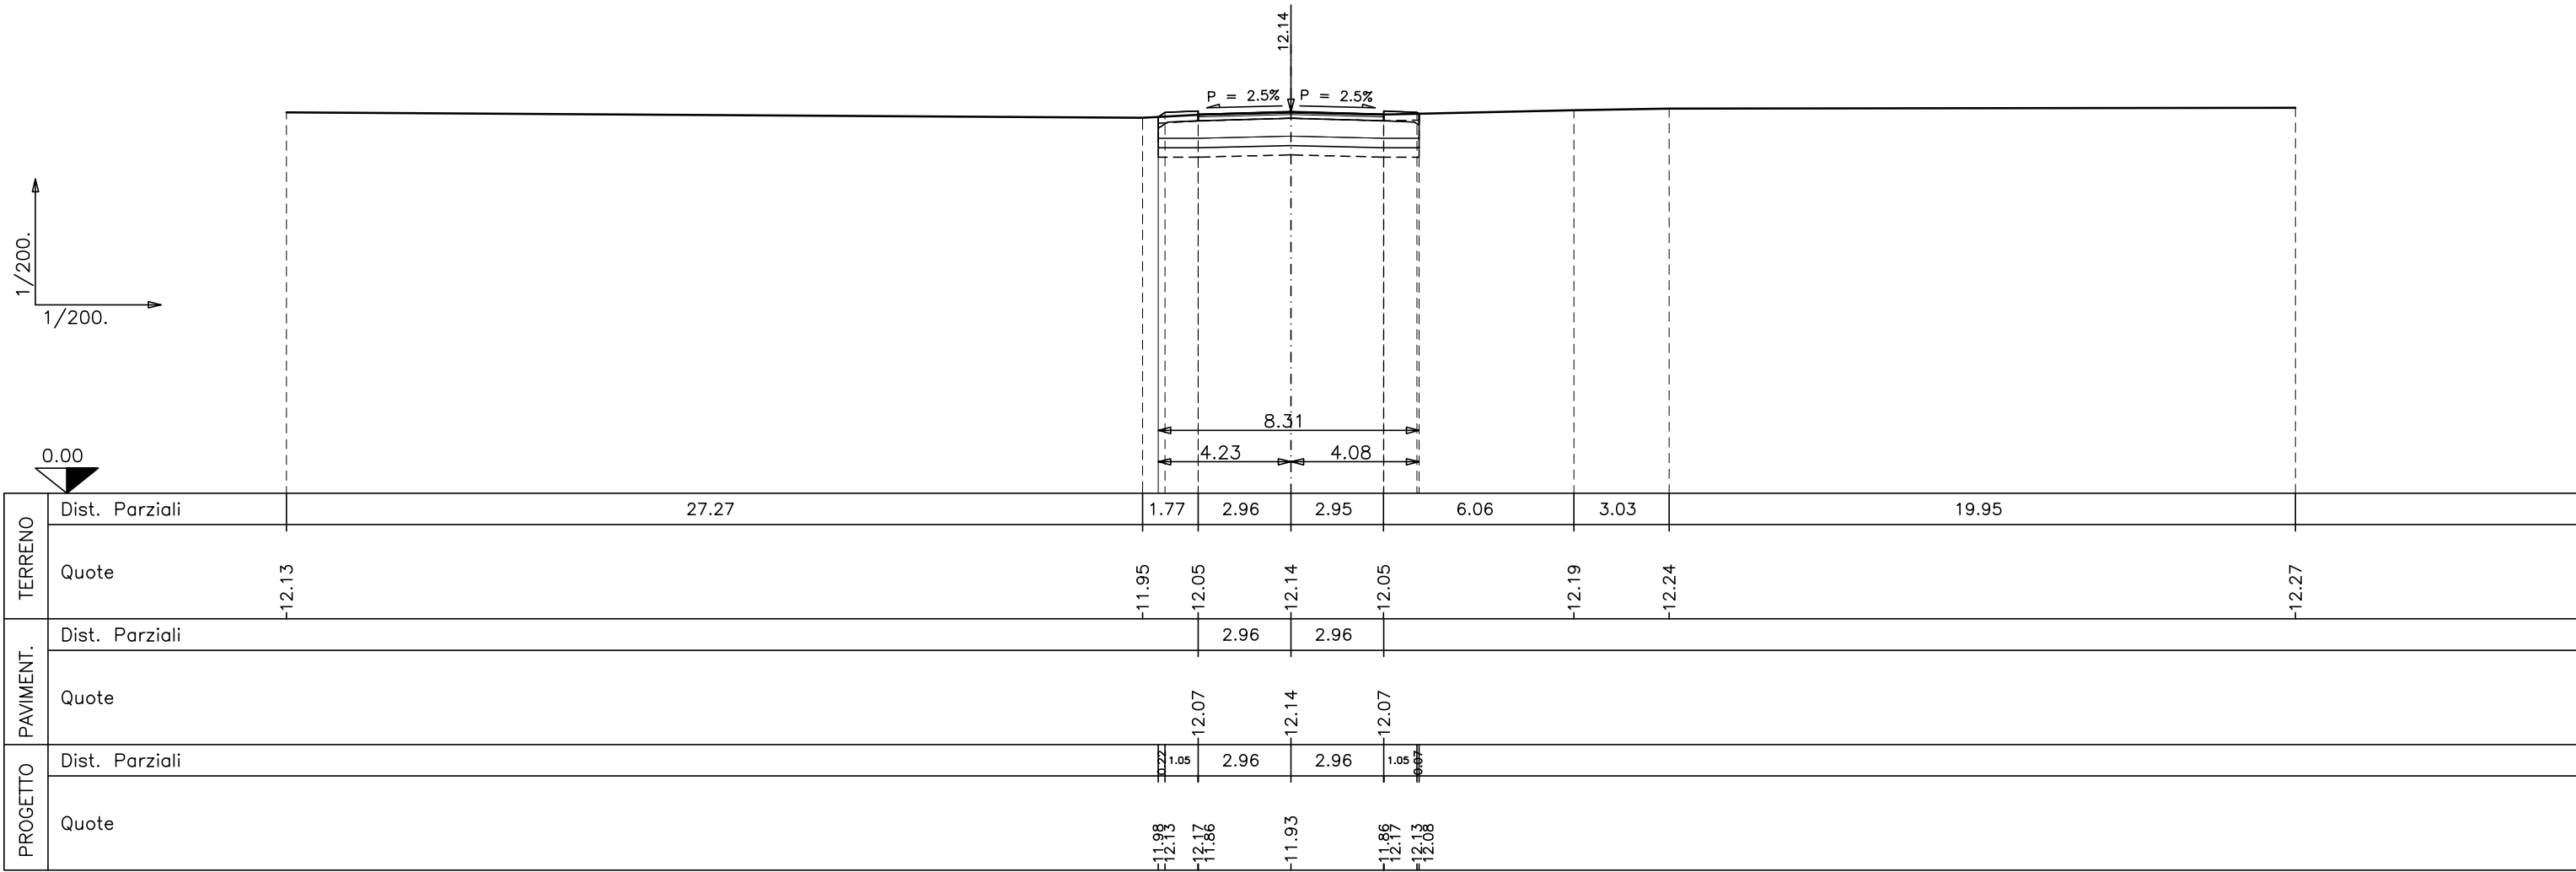 12.14
P = 2.5% P = 2.5%
1/200.
1/200.
8.31
4.23 4.08
0.00
TERRENO
Dist. Parziali 27.27 1.77 2.96 2.95 6.06 3.03 19.95
Quote 12.13 11.95 12.05 12.14 12.05 12.19 12.24 12.27
PAVIMENT.
Dist. Parziali 2.96 2.96
Quote 12.07 12.14 12.07
PROGETTO
Dist. Parziali 0.22 1.05 2.96 2.96 1.05 0.07
Quote 11.98 12.13 12.17 11.86 11.93 11.86 12.17 12.13 12.08